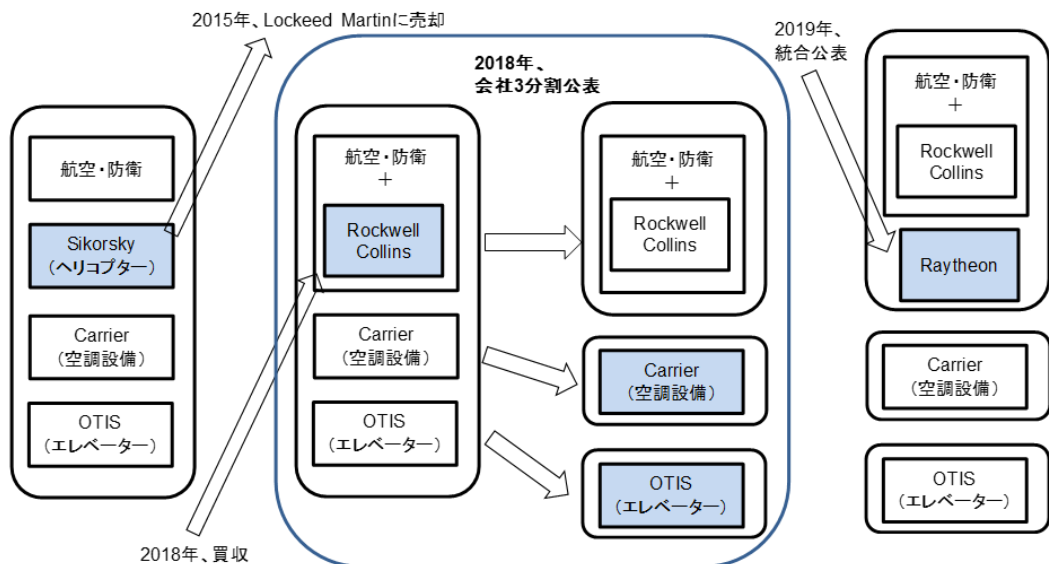 2015年、Lockeed Martinに売却
航空・防衛
Sikorsky
（ヘリコプター）
Carrier
（空調設備）
OTIS
（エレベーター）
2018年、
会社3分割公表
航空・防衛
+
Rockwell
Collins
Carrier
（空調設備）
OTIS
（エレベーター）
2018年、買収
航空・防衛
+
Rockwell
Collins
Carrier
（空調設備）
OTIS
（エレベーター）
2019年、
統合公表
航空・防衛
+
Rockwell
Collins
Raytheon
Carrier
（空調設備）
OTIS
（エレベーター）